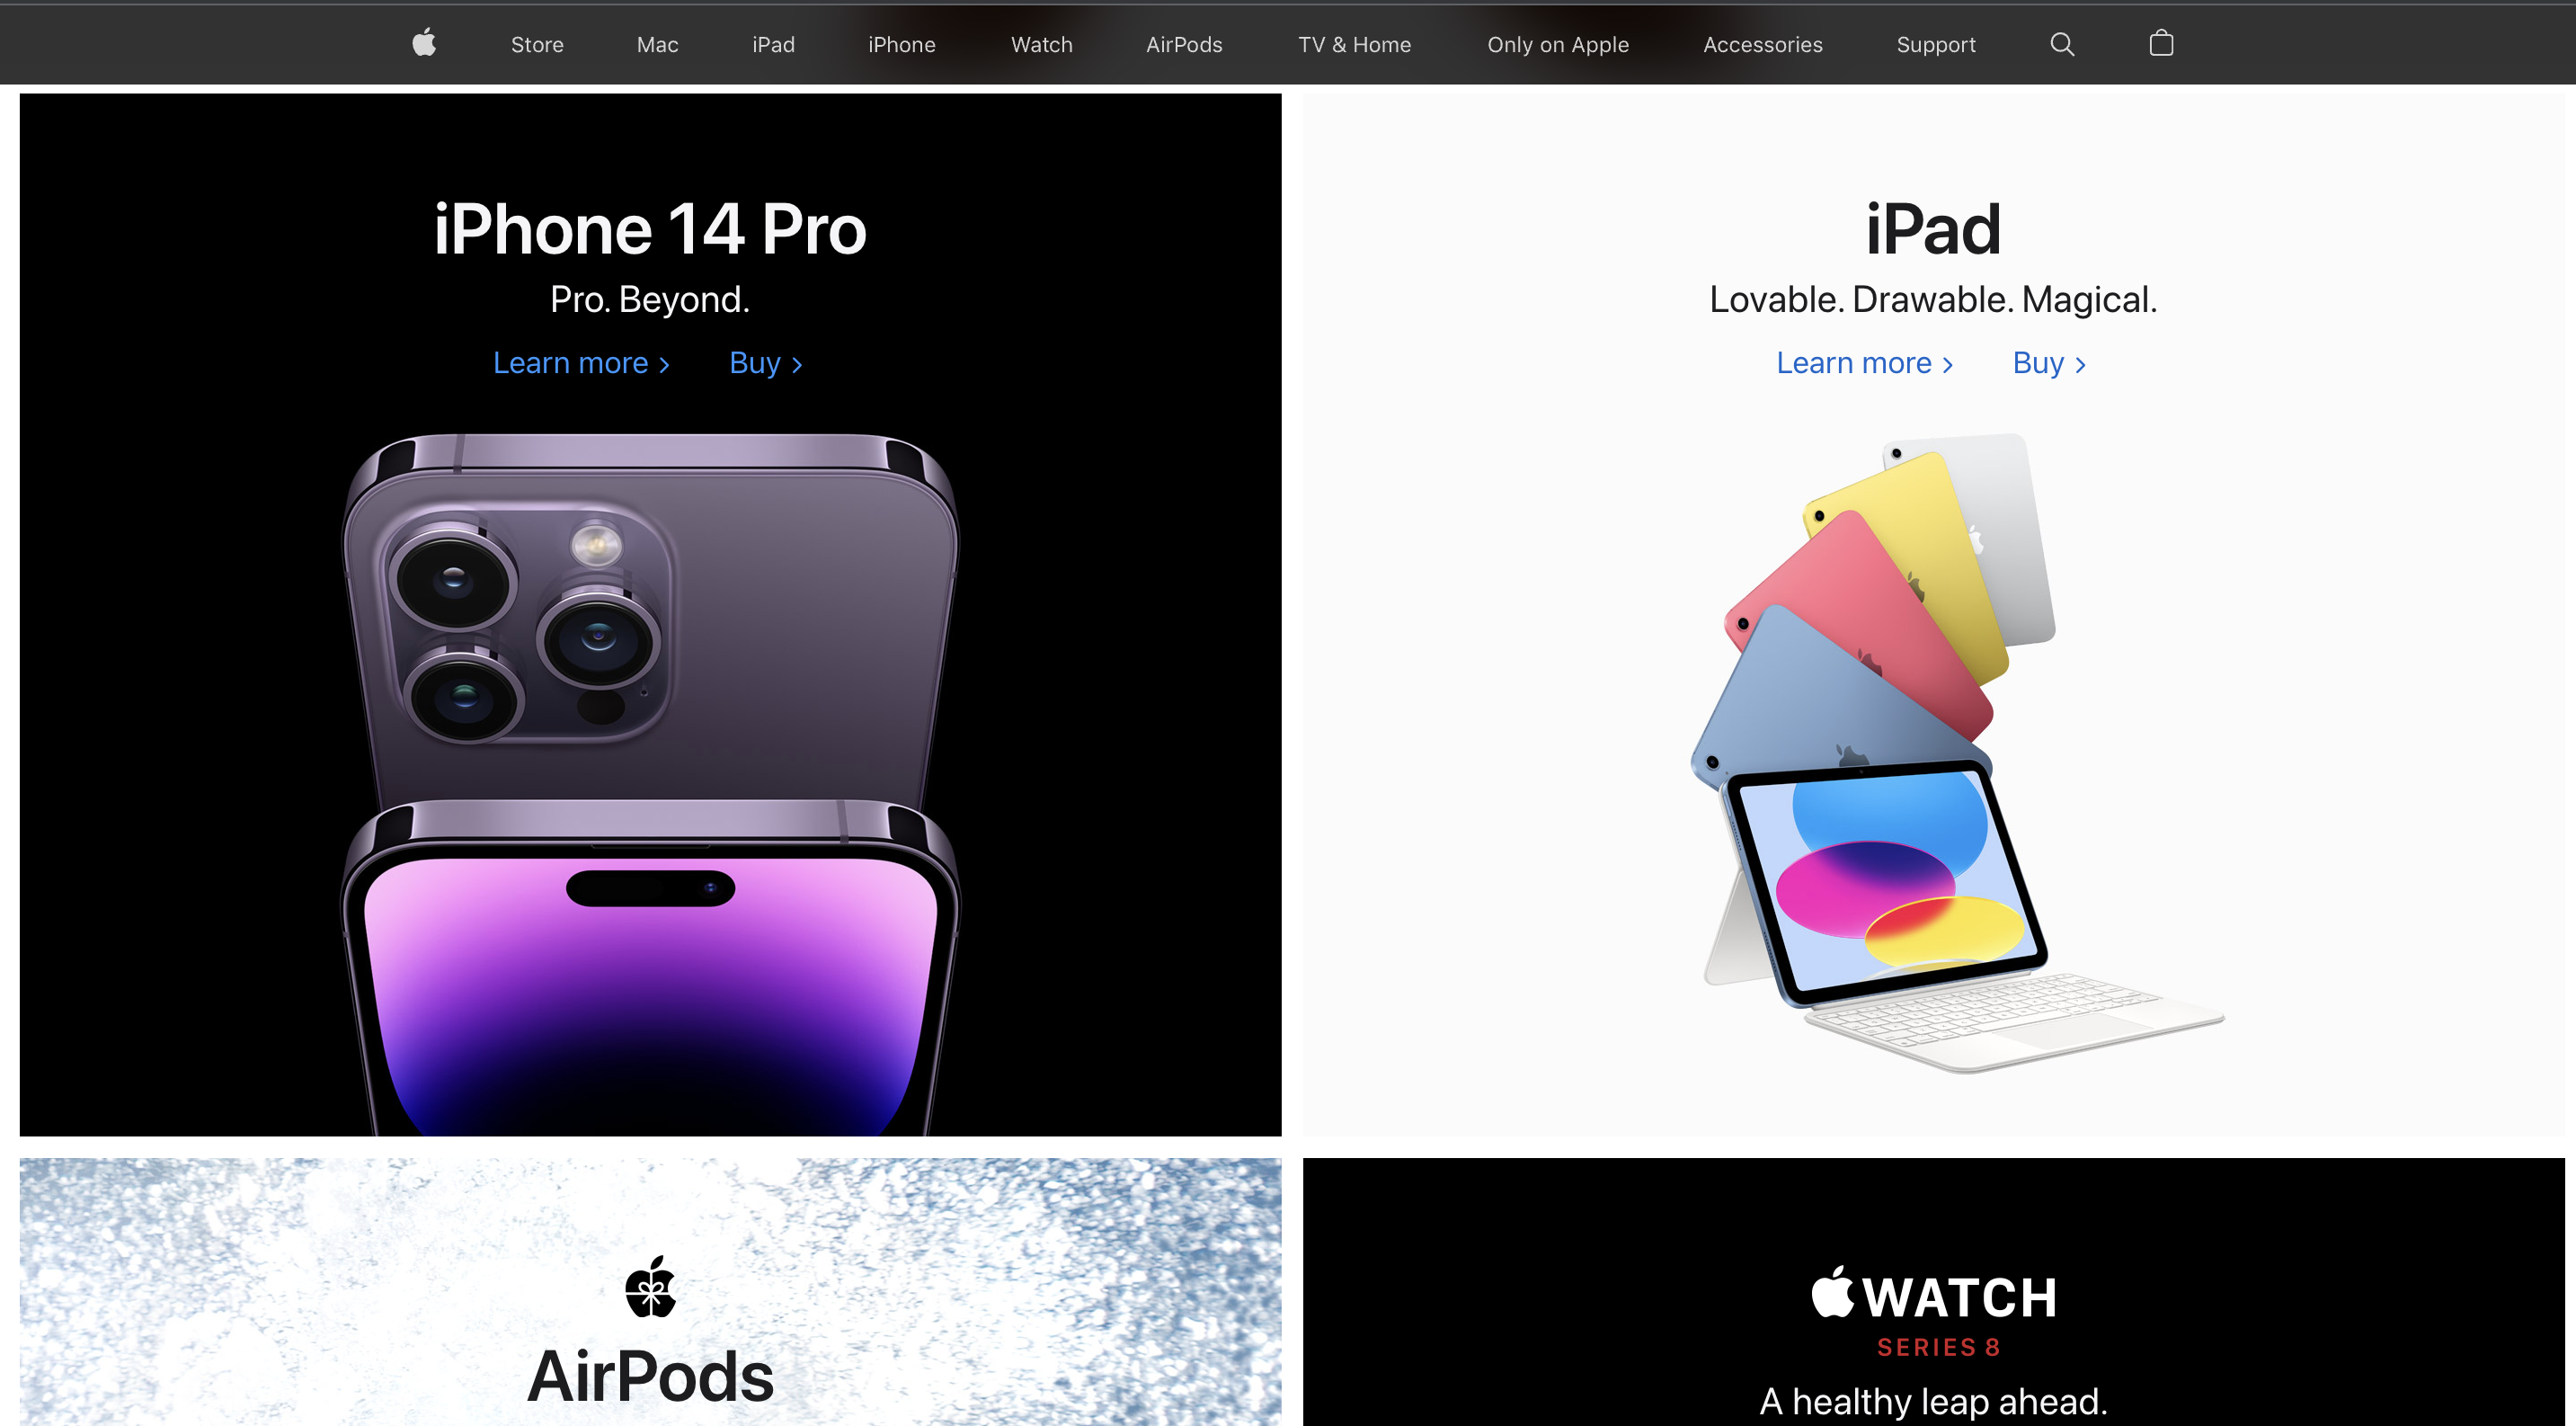 Store Mac iPad iPhone Watch AirPods TV & Home Only on Apple Accessories Support
iPhone 14 Pro
Pro. Beyond.
Learn more > Buy >
iPad
Lovable. Drawable. Magical.
Learn more > Buy >
AirPods
WATCH
SERIES 8
A healthy leap ahead.